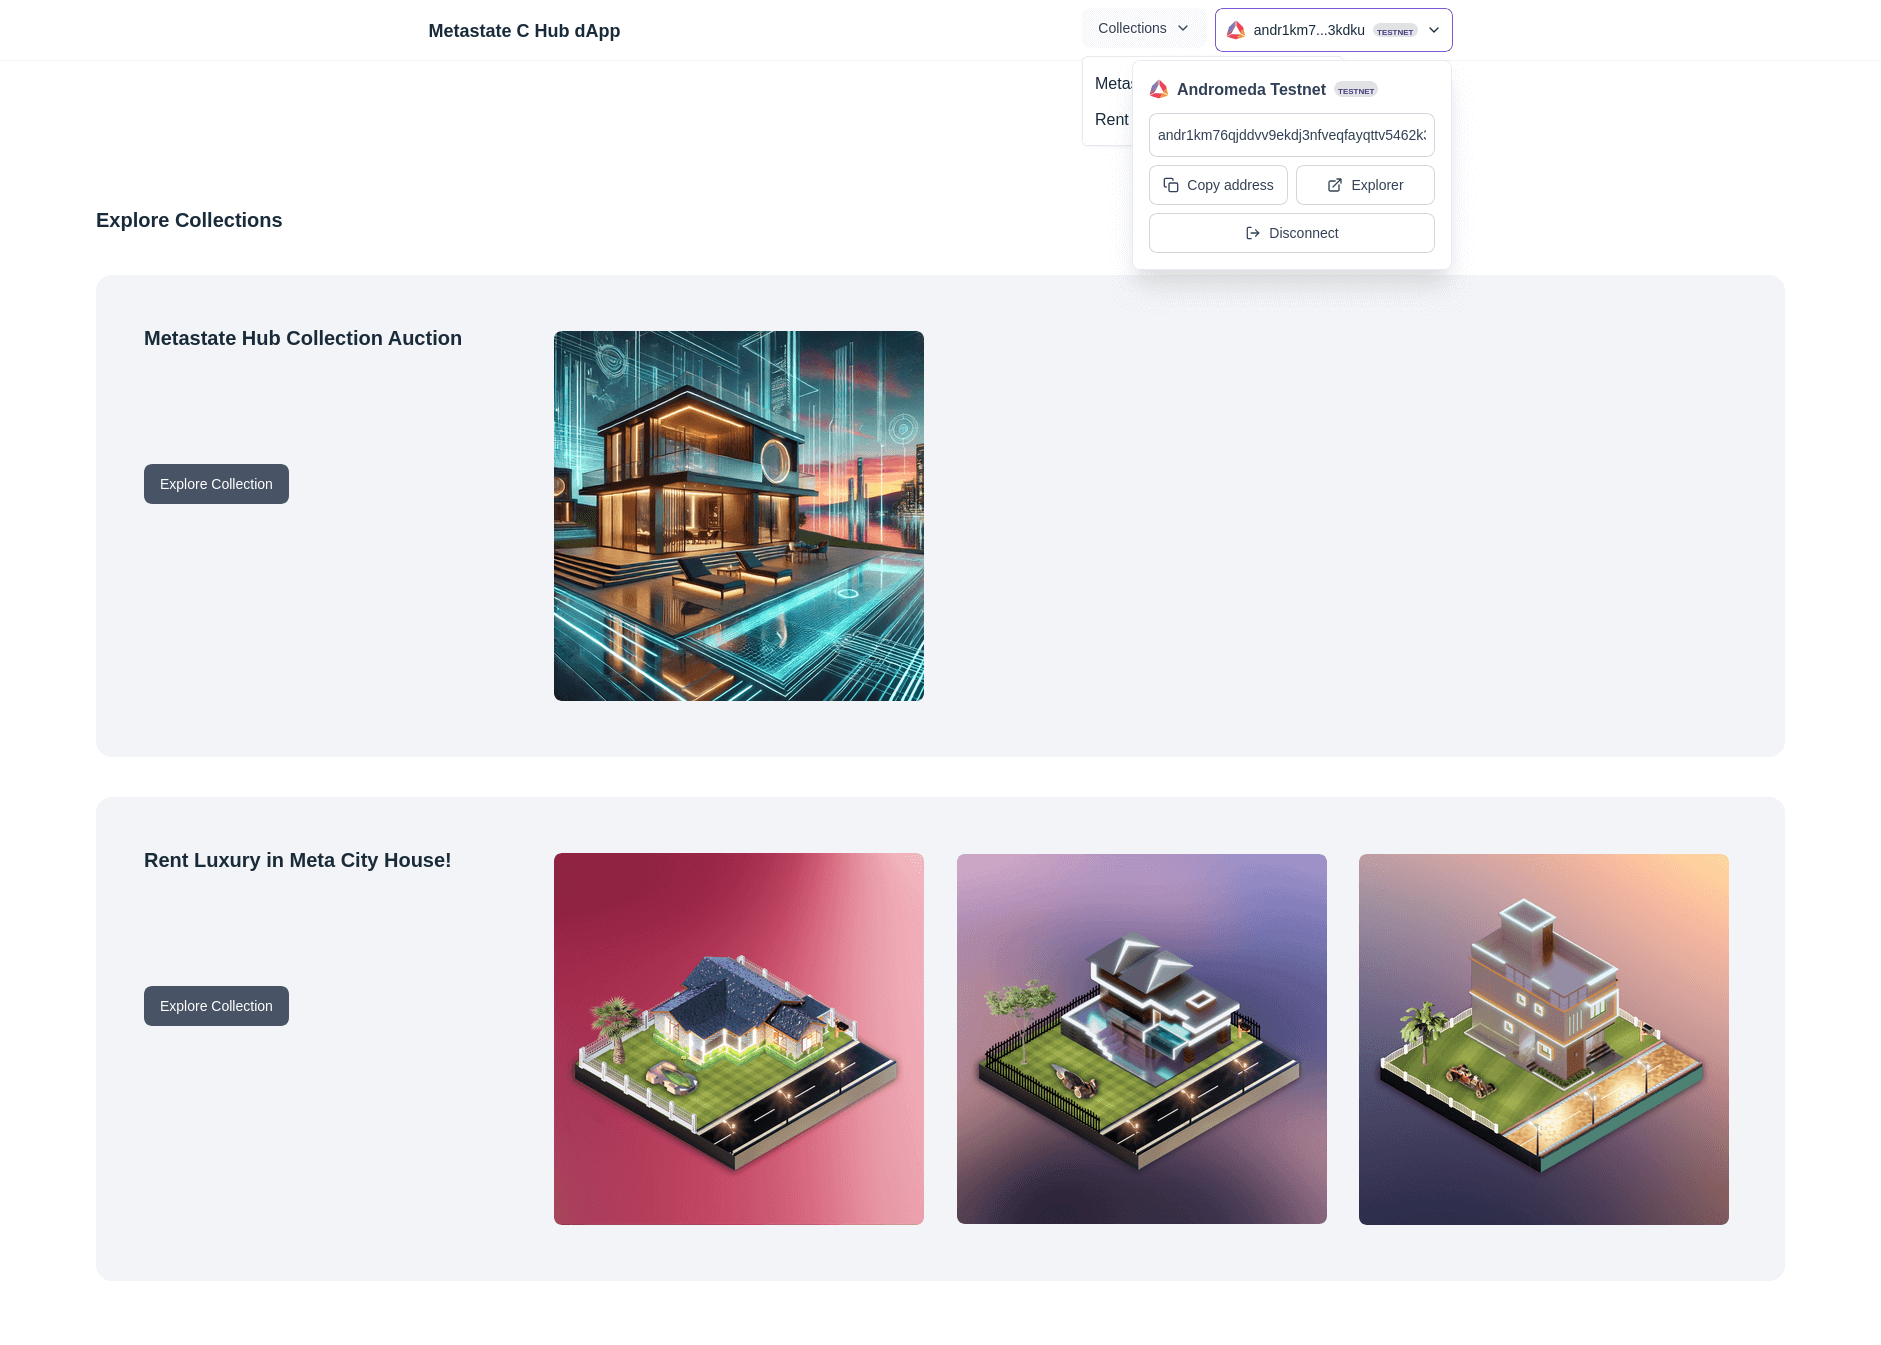 Metastate C Hub dApp
Collections
andr1km7...3kdku TESTNET
Metas
Rent
Andromeda Testnet TESTNET
andr1km76qjddvv9ekdj3nfveqfayqttv5462k
Copy address
Explorer
Disconnect
Explore Collections
Metastate Hub Collection Auction
Explore Collection
Rent Luxury in Meta City House!
Explore Collection